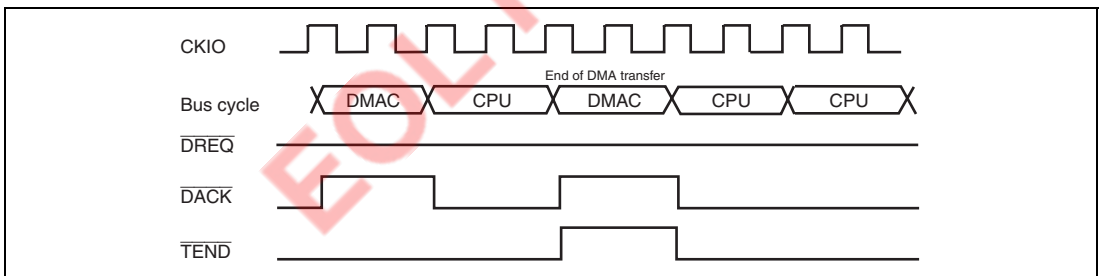 CKIO
End of DMA transfer
Bus cycle DMAC CPU DMAC CPU CPU
DREQ
DACK
TEND